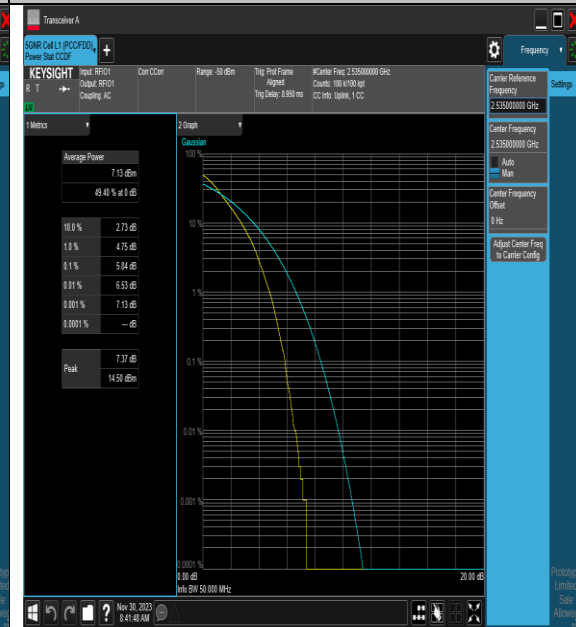 Transceiver A
5GNR Cell L1 (PCC/FDD),
Power Stat CCDF
+
Frequency
Settings
KEYSIGHT
R T
LW
Input: RFIO1
Output: RFIO1
Coupling: AC
Corr CCorr
Range: -50 dBm
Trig: Prot Frame
Aligned
Trig Delay: 8.950 ms
#Center Freq: 2.535000000 GHz
Counts: 100 k/100 kpt
CC Info: Uplink, 1 CC
1 Metrics
Average Power
7.13 dBm
49.40 % at 0 dB
10.0 % 2.73 dB
1.0 % 4.75 dB
0.1 % 5.84 dB
0.01 % 6.53 dB
0.001 % 7.13 dB
0.0001 % --- dB
Peak
7.37 dB
14.50 dBm
2 Graph
Gaussian
100 %
10 %
1 %
0.1 %
0.01 %
0.001 %
0.0001 %
0.00 dB
20.00 dB
Info BW 50.000 MHz
Carrier Reference
Frequency
2.535000000 GHz
Center Frequency
2.535000000 GHz
Auto
Man
Center Frequency
Offset
0 Hz
Adjust Center Freq
to Carrier Config
?
Nov 30, 2023
8:41:48 AM